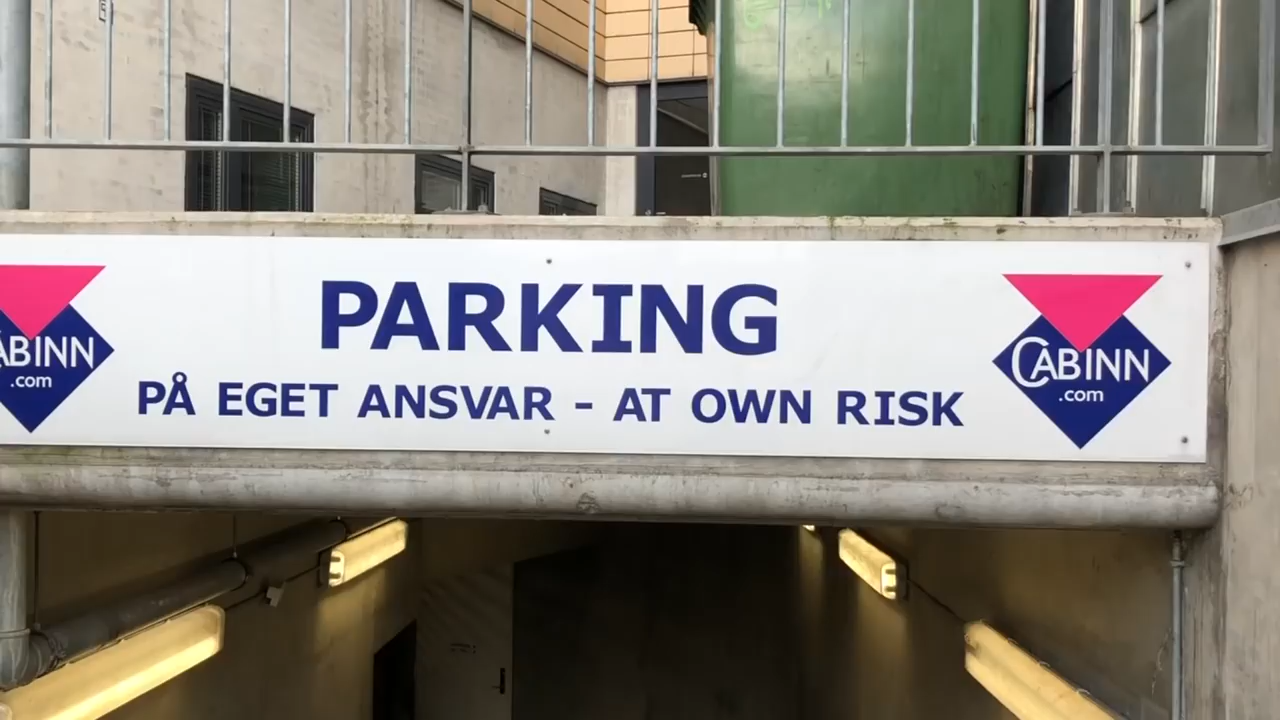 PARKING
PÅ EGET ANSVAR - AT OWN RISK
CABINN
.com
CABINN
.com